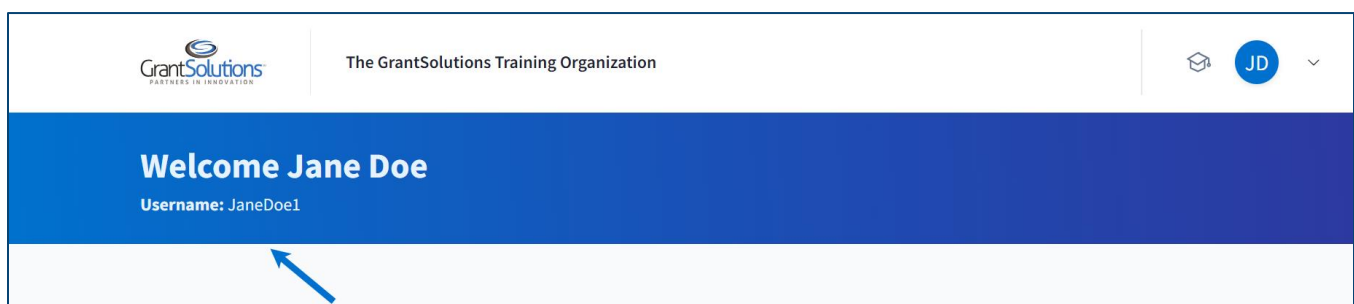 GrantSolutions
PARTNERS IN INNOVATION
The GrantSolutions Training Organization
JD
Welcome Jane Doe
Username: JaneDoe1